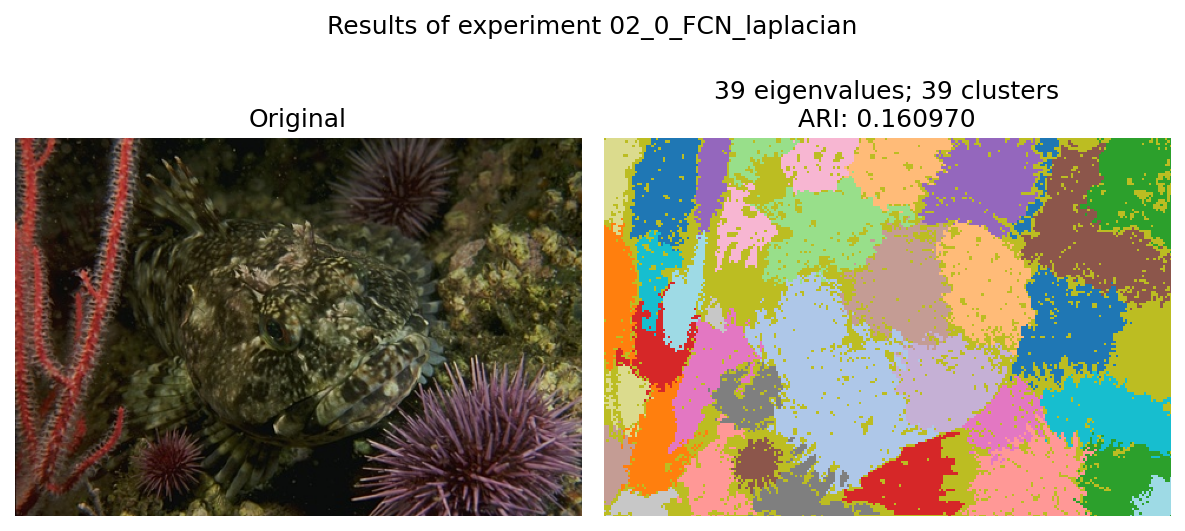 Results of experiment 02_0_FCN_laplacian
Original
39 eigenvalues; 39 clusters
ARI: 0.160970